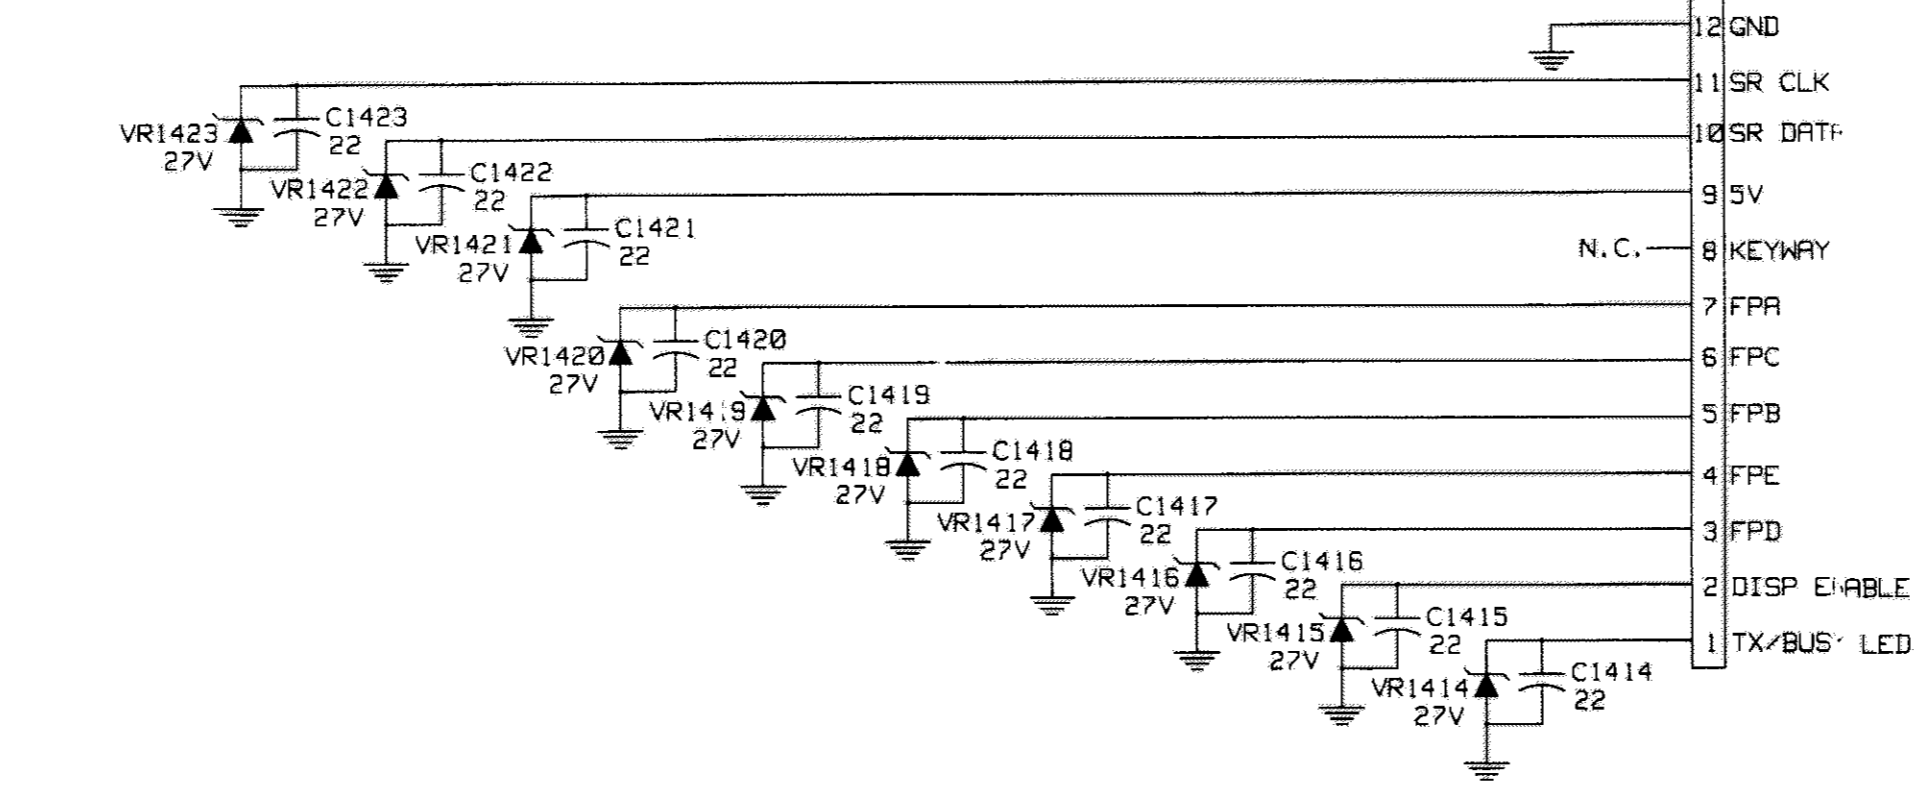 12 GND
11 SR CLK
C1423
VR1423
22
27V
10 SR DATA
C1422
VR1422
22
27V
9 5V
C1421
VR1421
22
27V
N.C. 8 KEYWAY
7 FPA
C1420
VR1420
22
27V
6 FPC
C1419
VR1419
22
27V
5 FPB
C1418
VR1418
22
27V
4 FPE
C1417
VR1417
22
27V
3 FPD
C1416
VR1416
22
27V
2 DISP ENABLE
C1415
VR1415
22
27V
1 TX/BUSY LED
C1414
VR1414
22
27V